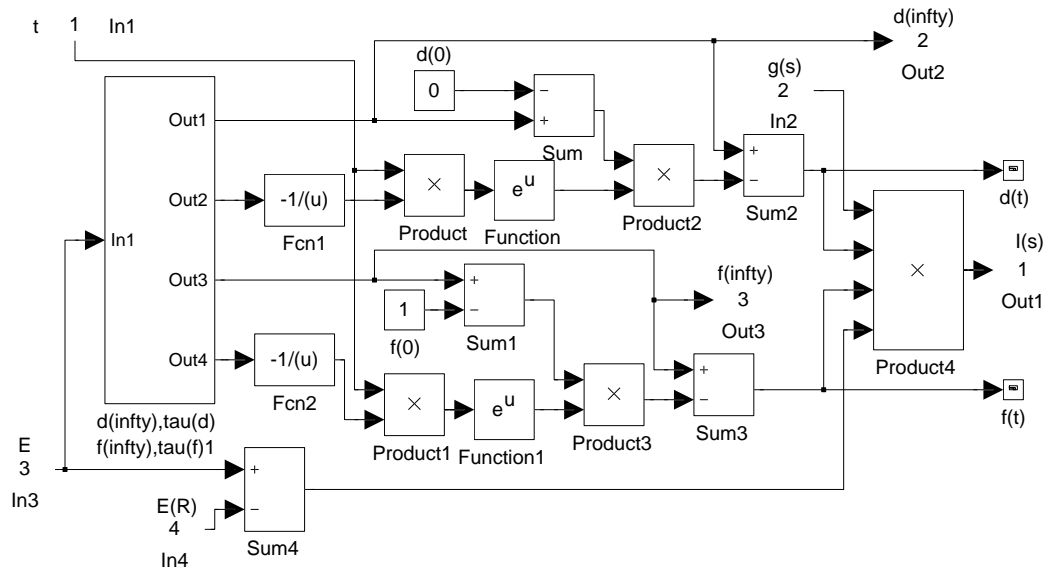 t 1 In1
d(infty)
2
Out2
d(0)
0
−
+
Sum
g(s)
2
In2
Out1
Out2
Out3
Out4
In1
-1/(u)
Fcn1
×
Product
e^u
Function
×
Product2
+
−
Sum2
d(t)
f(infty)
3
Out3
+
−
Sum1
1
f(0)
-1/(u)
Fcn2
×
Product1
e^u
Function1
×
Product3
+
−
Sum3
×
Product4
I(s)
1
Out1
f(t)
d(infty),tau(d)
f(infty),tau(f)1
E
3
In3
E(R)
4
In4
+
−
Sum4